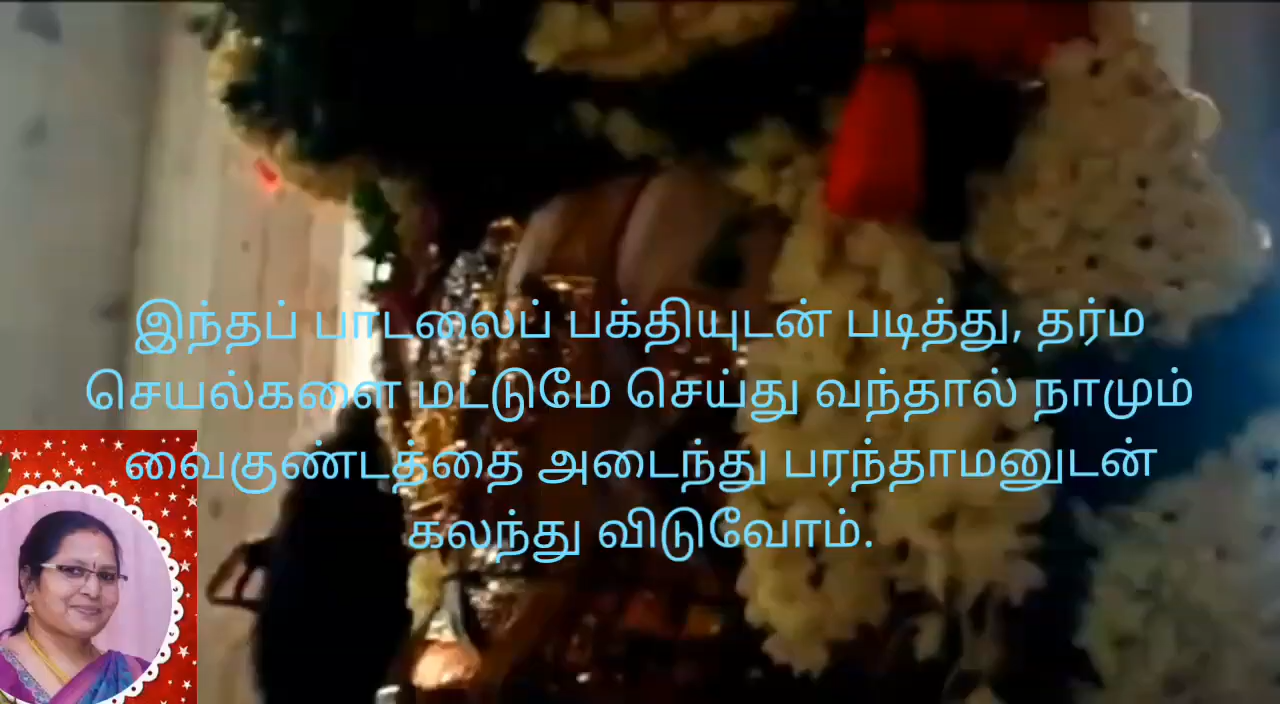 இந்தப் பாடலைப் பக்தியுடன் படித்து, தர்ம
செயல்களை மட்டுமே செய்து வந்தால் நாமும்
வைகுண்டத்தை அடைந்து பரந்தாமனுடன்
கலந்து விடுவோம்.